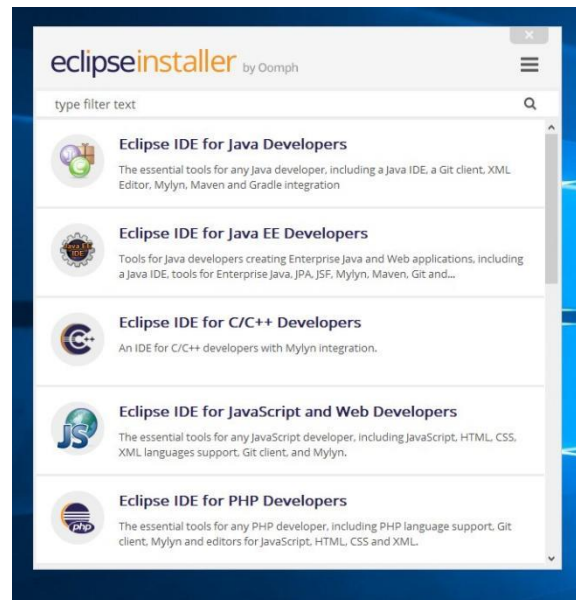 eclipseinstaller by Oomph
type filter text
Eclipse IDE for Java Developers
The essential tools for any Java developer, including a Java IDE, a Git client, XML
Editor, Mylyn, Maven and Gradle integration
Java EE
IDE
Eclipse IDE for Java EE Developers
Tools for Java developers creating Enterprise Java and Web applications, including
a Java IDE, tools for Enterprise Java, JPA, JSF, Mylyn, Maven, Git and...
C++
Eclipse IDE for C/C++ Developers
An IDE for C/C++ developers with Mylyn integration.
JS
Eclipse IDE for JavaScript and Web Developers
The essential tools for any JavaScript developer, including JavaScript, HTML, CSS,
XML languages support, Git client, and Mylyn.
php
Eclipse IDE for PHP Developers
The essential tools for any PHP developer, including PHP language support, Git
client, Mylyn and editors for JavaScript, HTML, CSS and XML.